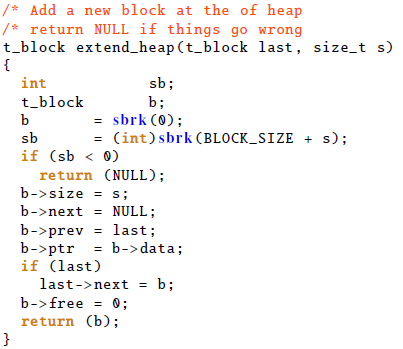 /* Add a new block at the of heap
/* return NULL if things go wrong
t_block extend_heap(t_block last, size_t s)
{
  int            sb;
  t_block        b;
  b        = sbrk(0);
  sb       = (int)sbrk(BLOCK_SIZE + s);
  if (sb < 0)
    return (NULL);
  b->size = s;
  b->next = NULL;
  b->prev = last;
  b->ptr  = b->data;
  if (last)
    last->next = b;
  b->free = 0;
  return (b);
}